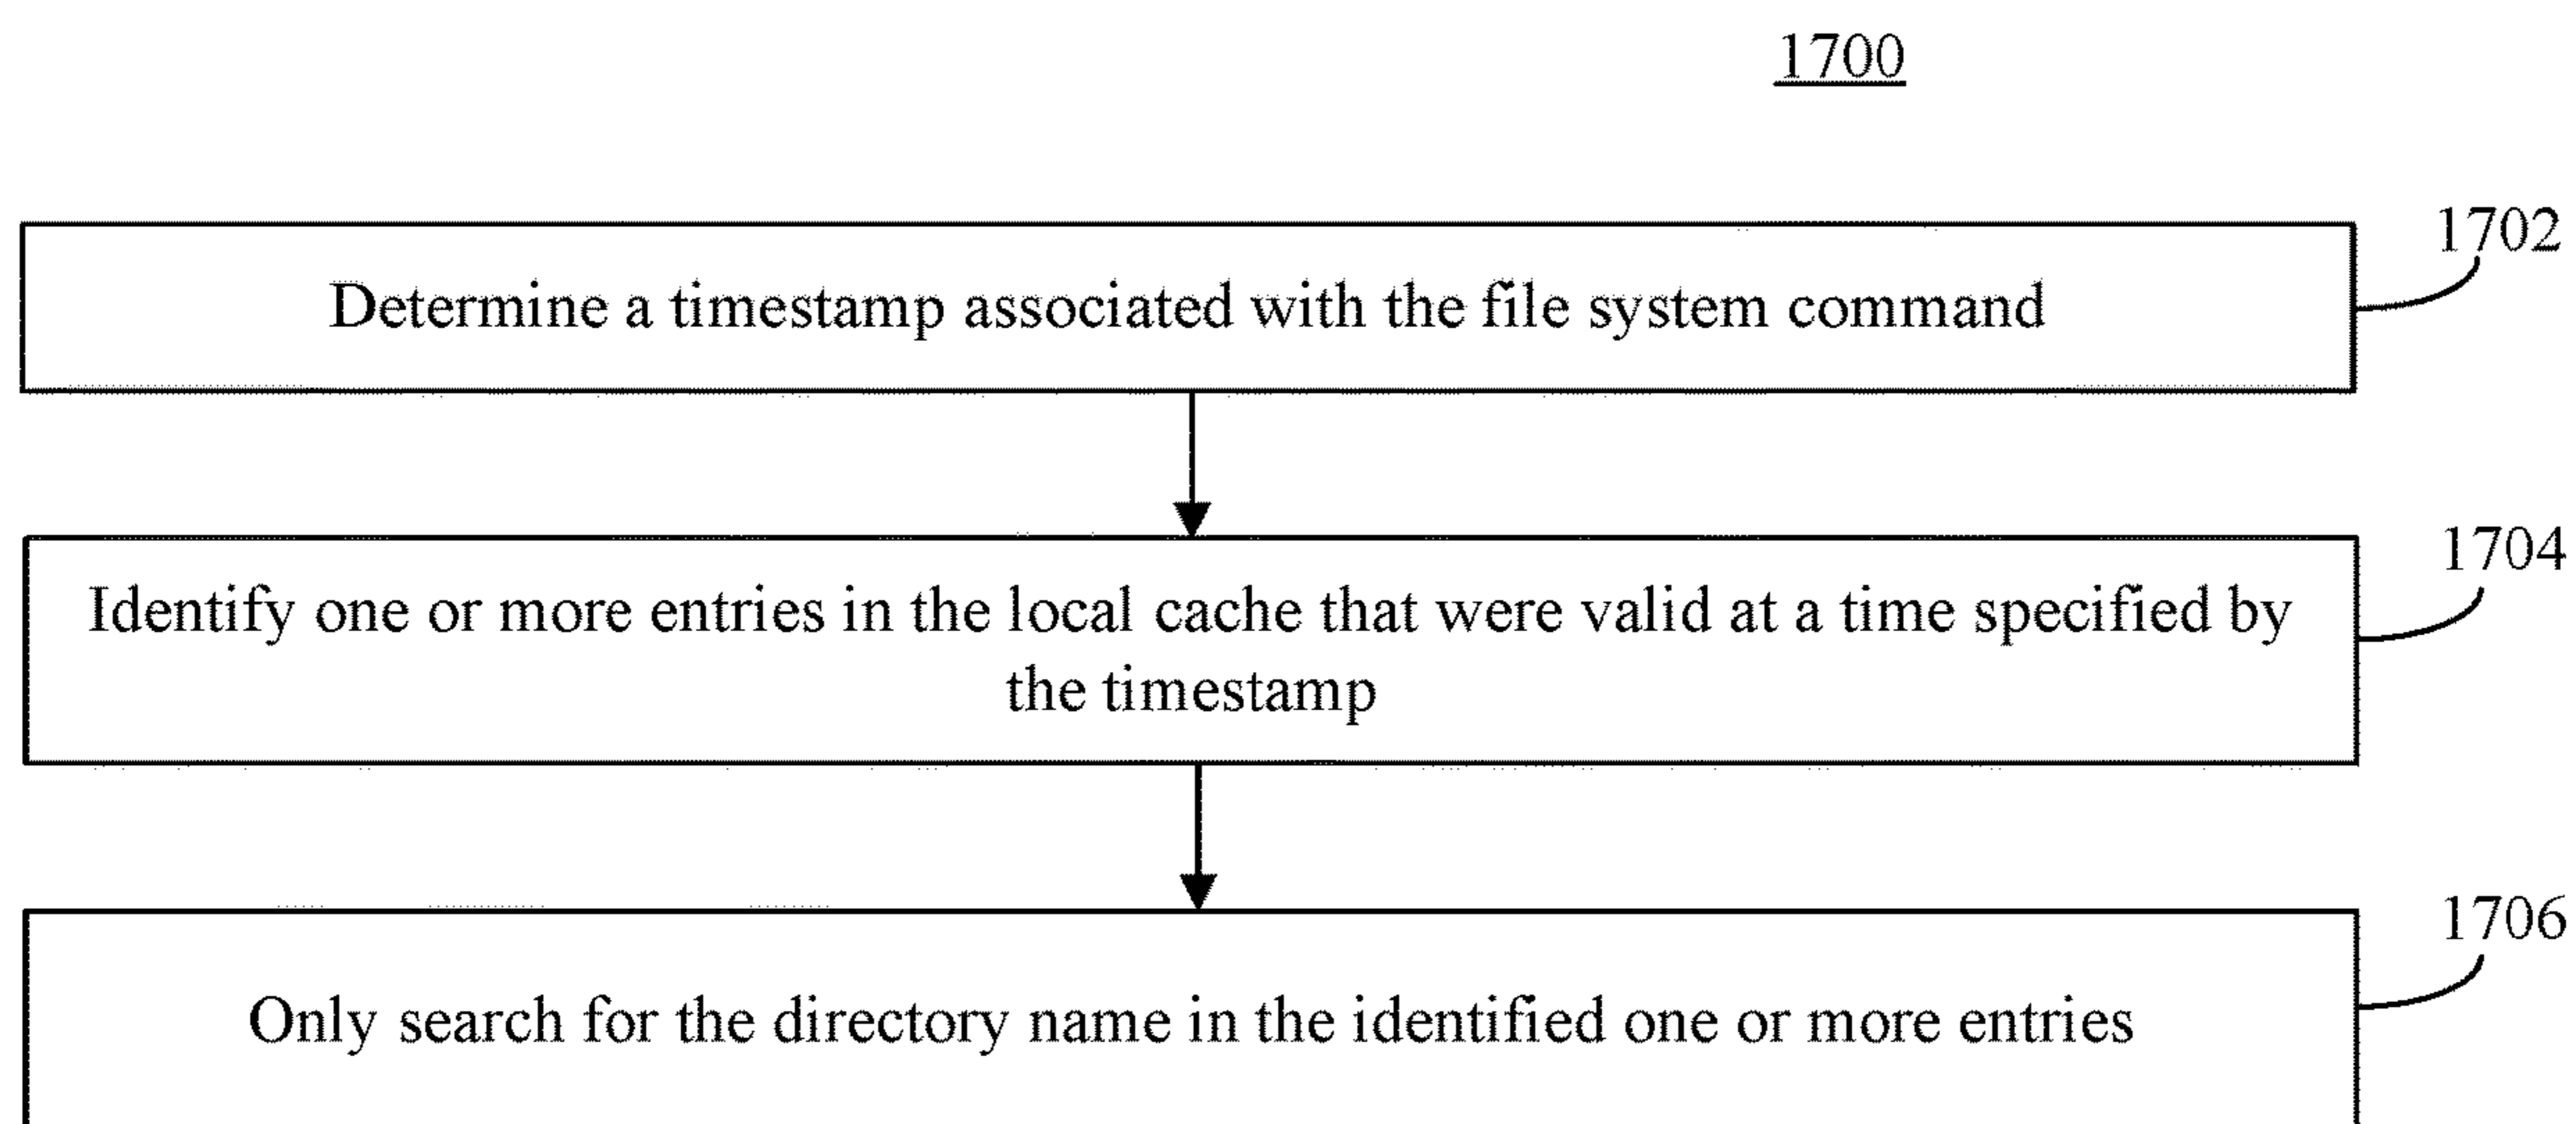 1700
1702
Determine a timestamp associated with the file system command
1704
Identify one or more entries in the local cache that were valid at a time specified by
the timestamp
1706
Only search for the directory name in the identified one or more entries